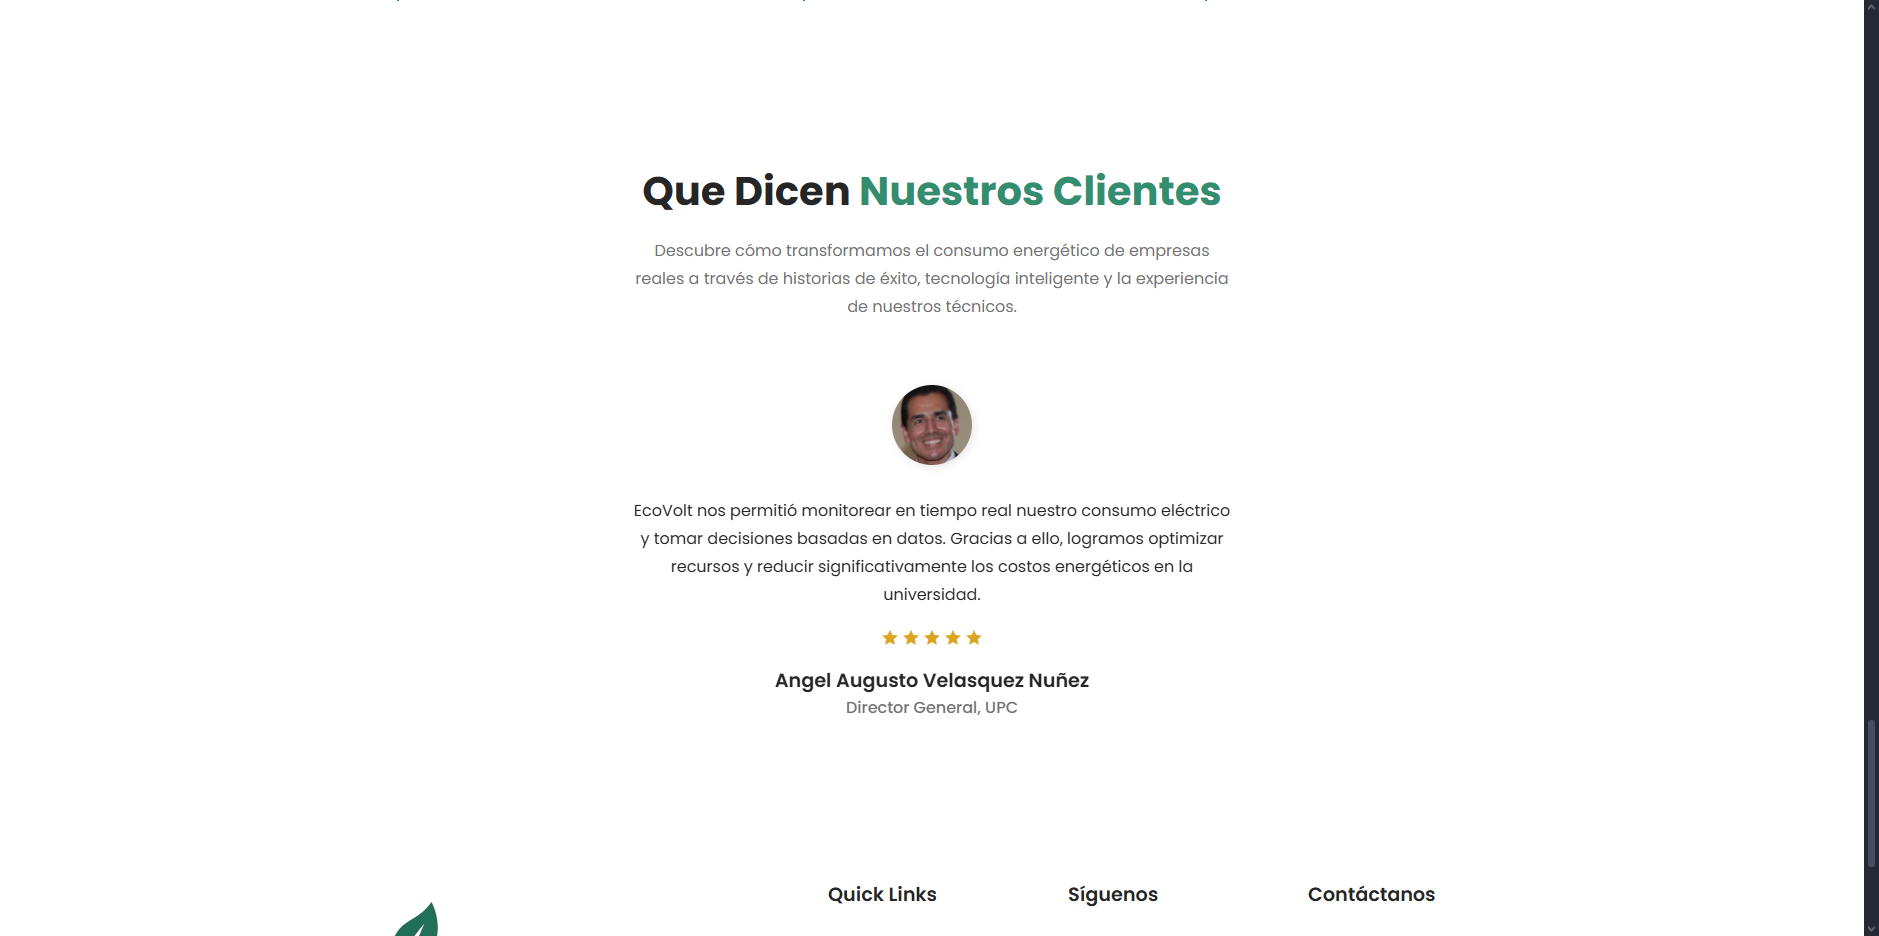 Que Dicen Nuestros Clientes
Descubre cómo transformamos el consumo energético de empresas
reales a través de historias de éxito, tecnología inteligente y la experiencia
de nuestros técnicos.
EcoVolt nos permitió monitorear en tiempo real nuestro consumo eléctrico
y tomar decisiones basadas en datos. Gracias a ello, logramos optimizar
recursos y reducir significativamente los costos energéticos en la
universidad.
Angel Augusto Velasquez Nuñez
Director General, UPC
Quick Links
Síguenos
Contáctanos